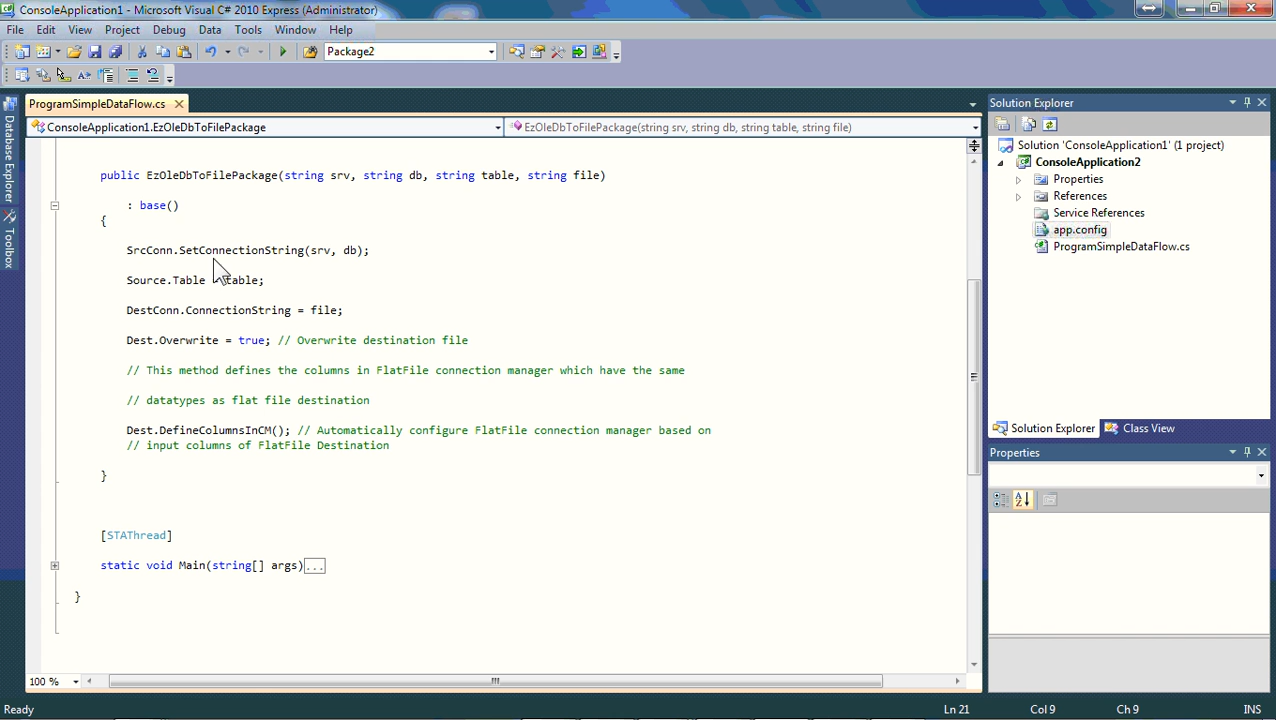 ConsoleApplication1 - Microsoft Visual C# 2010 Express (Administrator)
File Edit View Project Debug Data Tools Window Help
Package2
Database Explorer
Toolbox
ProgramSimpleDataFlow.cs
ConsoleApplication1.EzOleDbToFilePackage
EzOleDbToFilePackage(string srv, string db, string table, string file)
public EzOleDbToFilePackage(string srv, string db, string table, string file)
: base()
{
SrcConn.SetConnectionString(srv, db);
Source.Table table;
DestConn.ConnectionString = file;
Dest.Overwrite = true; // Overwrite destination file
// This method defines the columns in FlatFile connection manager which have the same
// datatypes as flat file destination
Dest.DefineColumnsInCM(); // Automatically configure FlatFile connection manager based on
// input columns of FlatFile Destination
}
[STAThread]
static void Main(string[] args)...
}
100 %
Solution Explorer
Solution 'ConsoleApplication1' (1 project)
ConsoleApplication2
Properties
References
Service References
app.config
ProgramSimpleDataFlow.cs
Solution Explorer Class View
Properties
Ready Ln 21 Col 9 Ch 9 INS